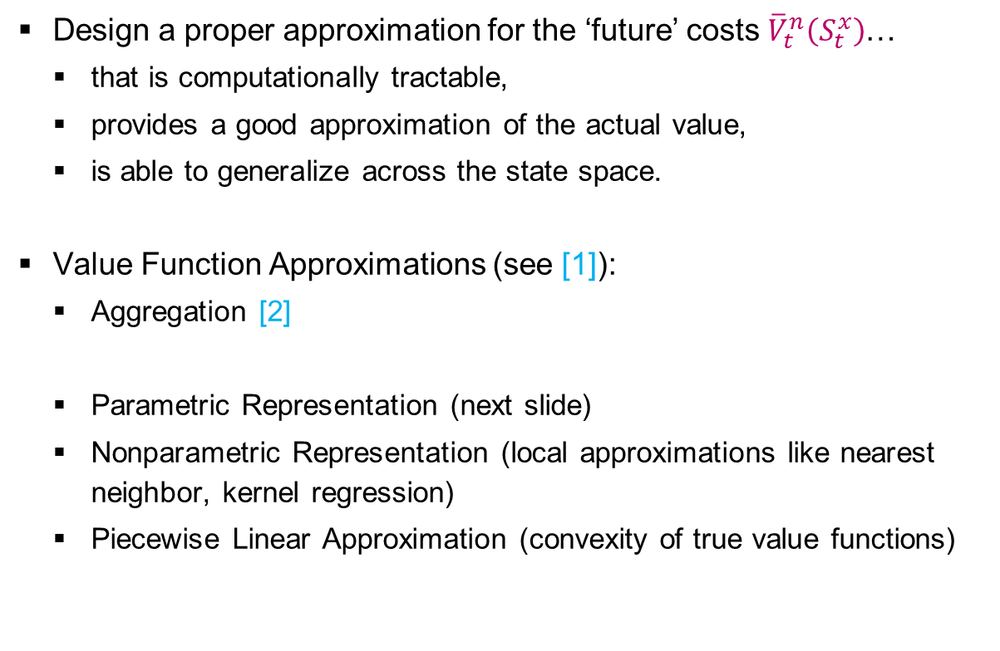 ▪ Design a proper approximation for the ‘future’ costs $\bar{V}_t^n(S_t^x)$…
▪ that is computationally tractable,
▪ provides a good approximation of the actual value,
▪ is able to generalize across the state space.
▪ Value Function Approximations (see [1]):
▪ Aggregation [2]
▪ Parametric Representation (next slide)
▪ Nonparametric Representation (local approximations like nearest
neighbor, kernel regression)
▪ Piecewise Linear Approximation (convexity of true value functions)